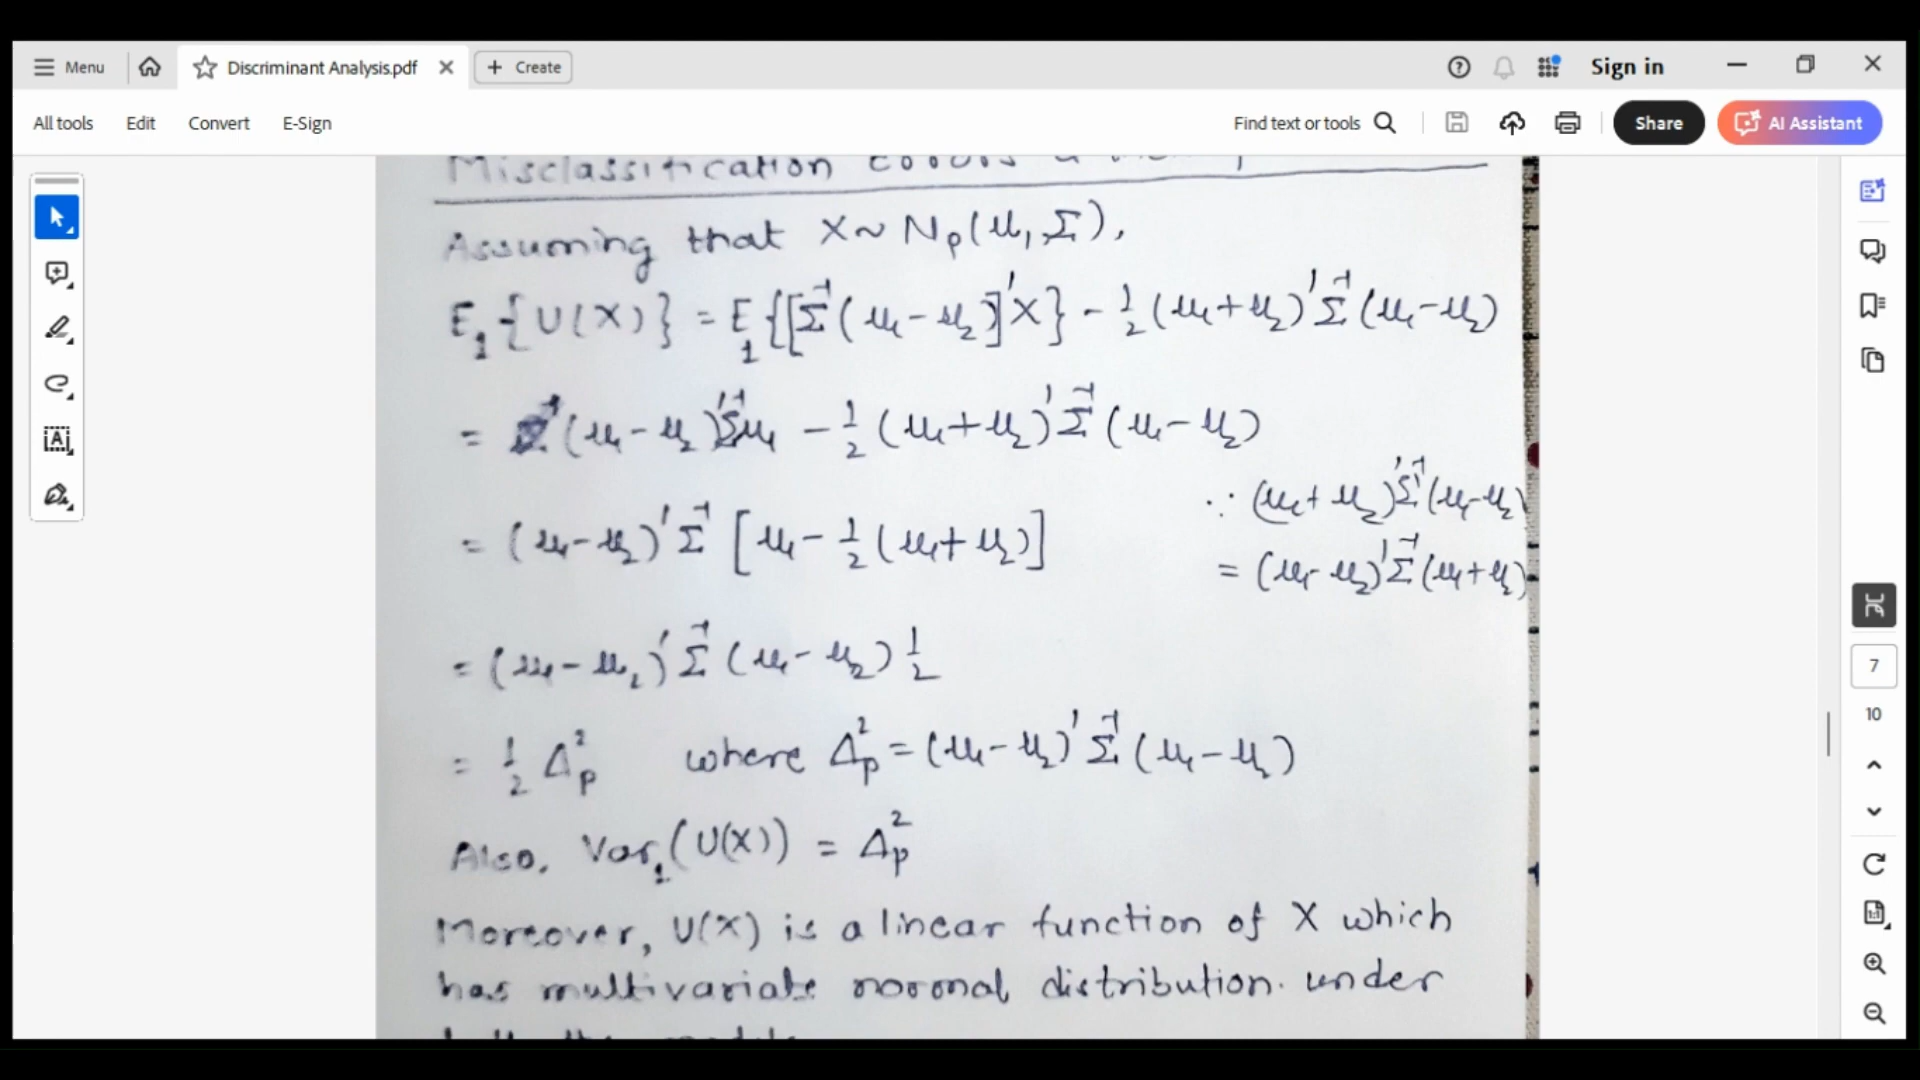 Menu
Discriminant Analysis.pdf
Create
Sign in
All tools Edit Convert E-Sign
Find text or tools
Share
AI Assistant
Misclassification
Assuming that X ~ Np(μ1, Σ),
E1{U(X)} = E1{[Σ⁻¹(μ1 - μ2)]'X} - ½(μ1 + μ2)'Σ⁻¹(μ1 - μ2)
= (μ1 - μ2)'Σ⁻¹μ1 - ½(μ1 + μ2)'Σ⁻¹(μ1 - μ2)
= (μ1 - μ2)'Σ⁻¹[μ1 - ½(μ1 + μ2)]
∵ (μ1 + μ2)'Σ⁻¹(μ1 - μ2)
= (μ1 - μ2)'Σ⁻¹(μ1 + μ2)
= (μ1 - μ2)'Σ⁻¹(μ1 - μ2)½
= ½Δp² where Δp² = (μ1 - μ2)'Σ⁻¹(μ1 - μ2)
Also, Var1(U(X)) = Δp²
Moreover, U(X) is a linear function of X which
has multivariate normal distribution. under
7
10